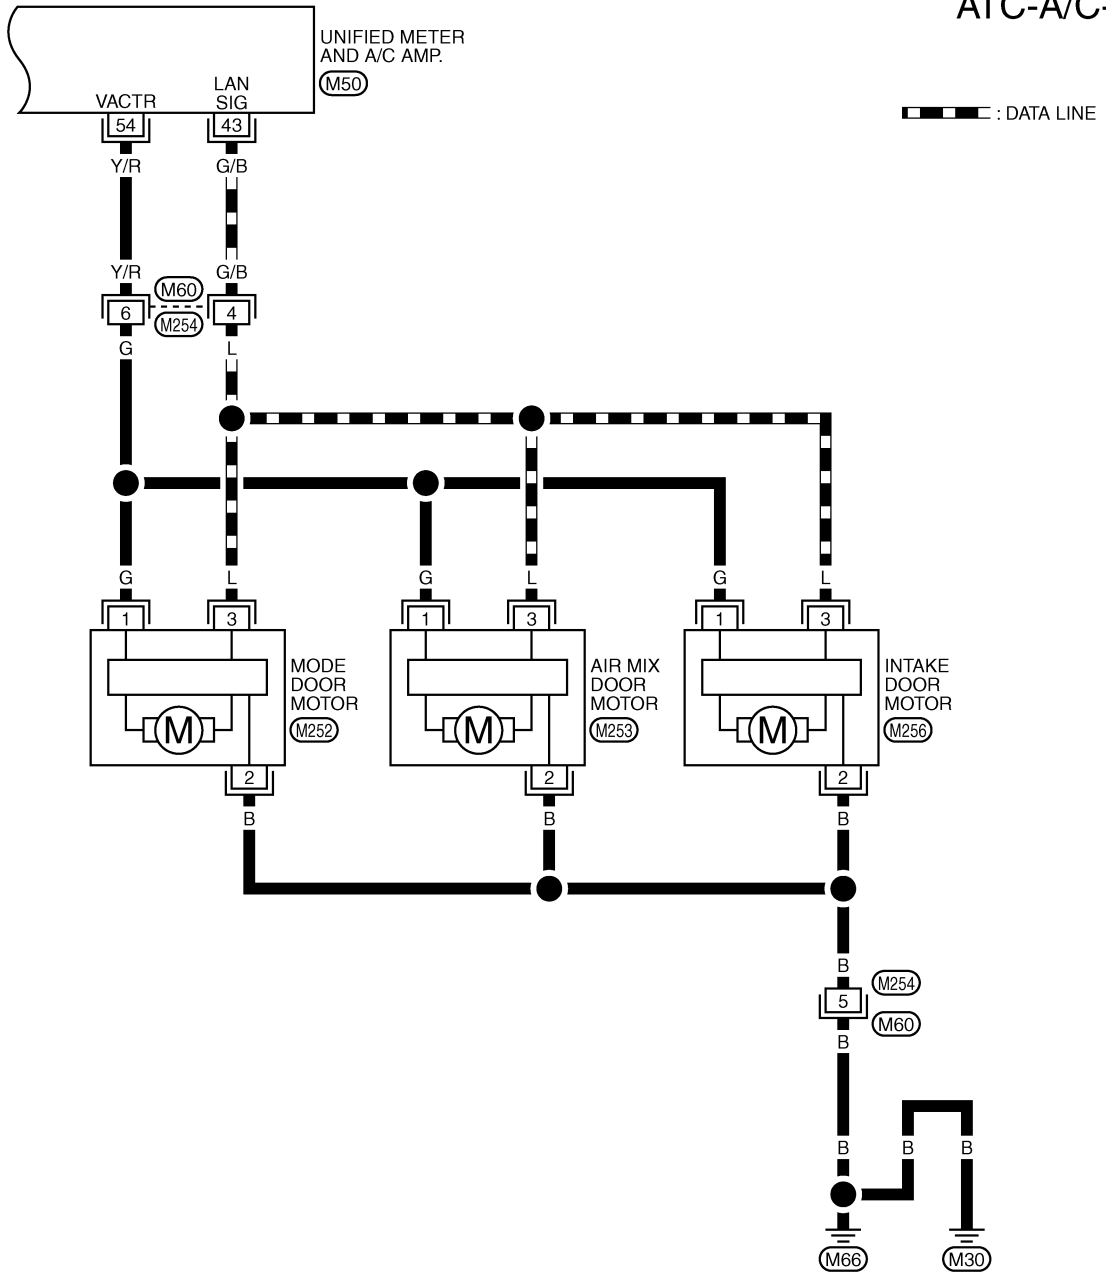 ATC-A/C-
UNIFIED METER
AND A/C AMP.
M50
VACTR
LAN
SIG
54
43
: DATA LINE
Y/R
G/B
Y/R
G/B
M60
6
4
M254
G
L
G
L
G
L
G
L
1
3
1
3
1
3
MODE
DOOR
MOTOR
M252
AIR MIX
DOOR
MOTOR
M253
INTAKE
DOOR
MOTOR
M256
M
M
M
2
2
2
B
B
B
B
M254
5
M60
B
B
B
B
M66
M30